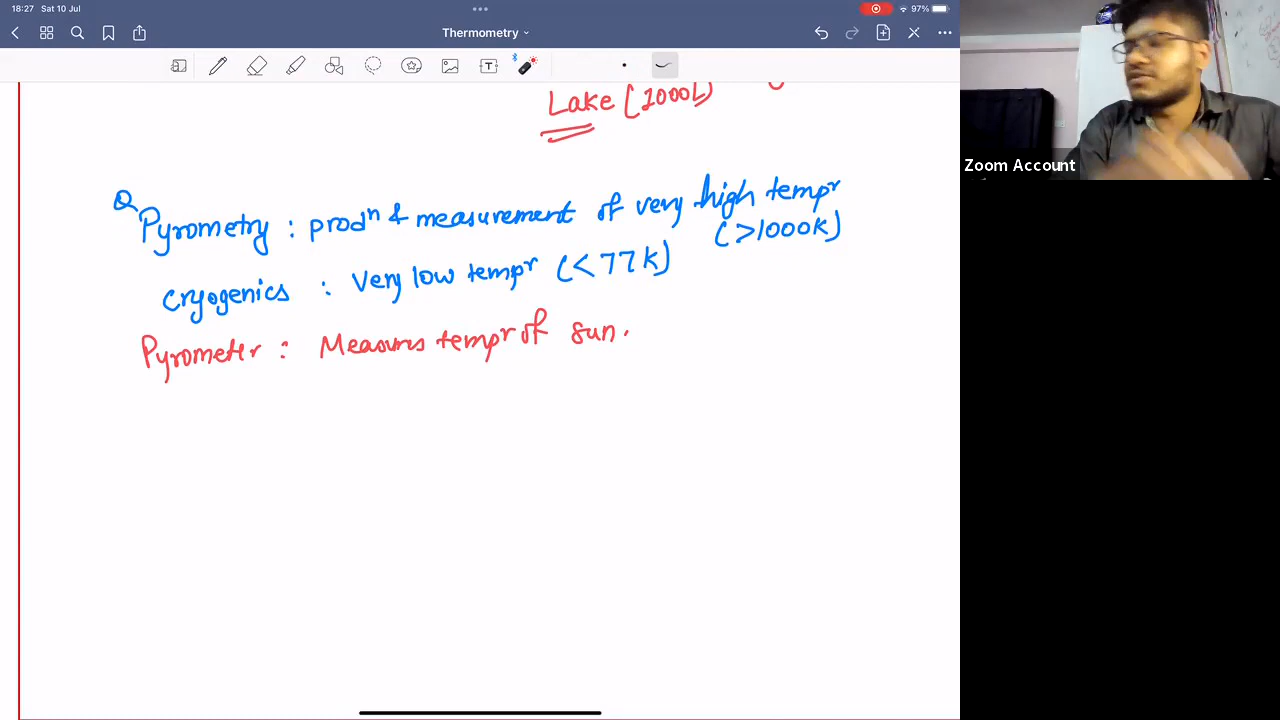 18:27 Sat 10 Jul
97%
Thermometry
T
Lake (1000L)
Zoom Account
Q
Pyrometry : prodⁿ & measurement of very high tempr
(>1000K)
Cryogenics : Very low tempr (<77K)
Pyrometer : Measures tempr of sun.